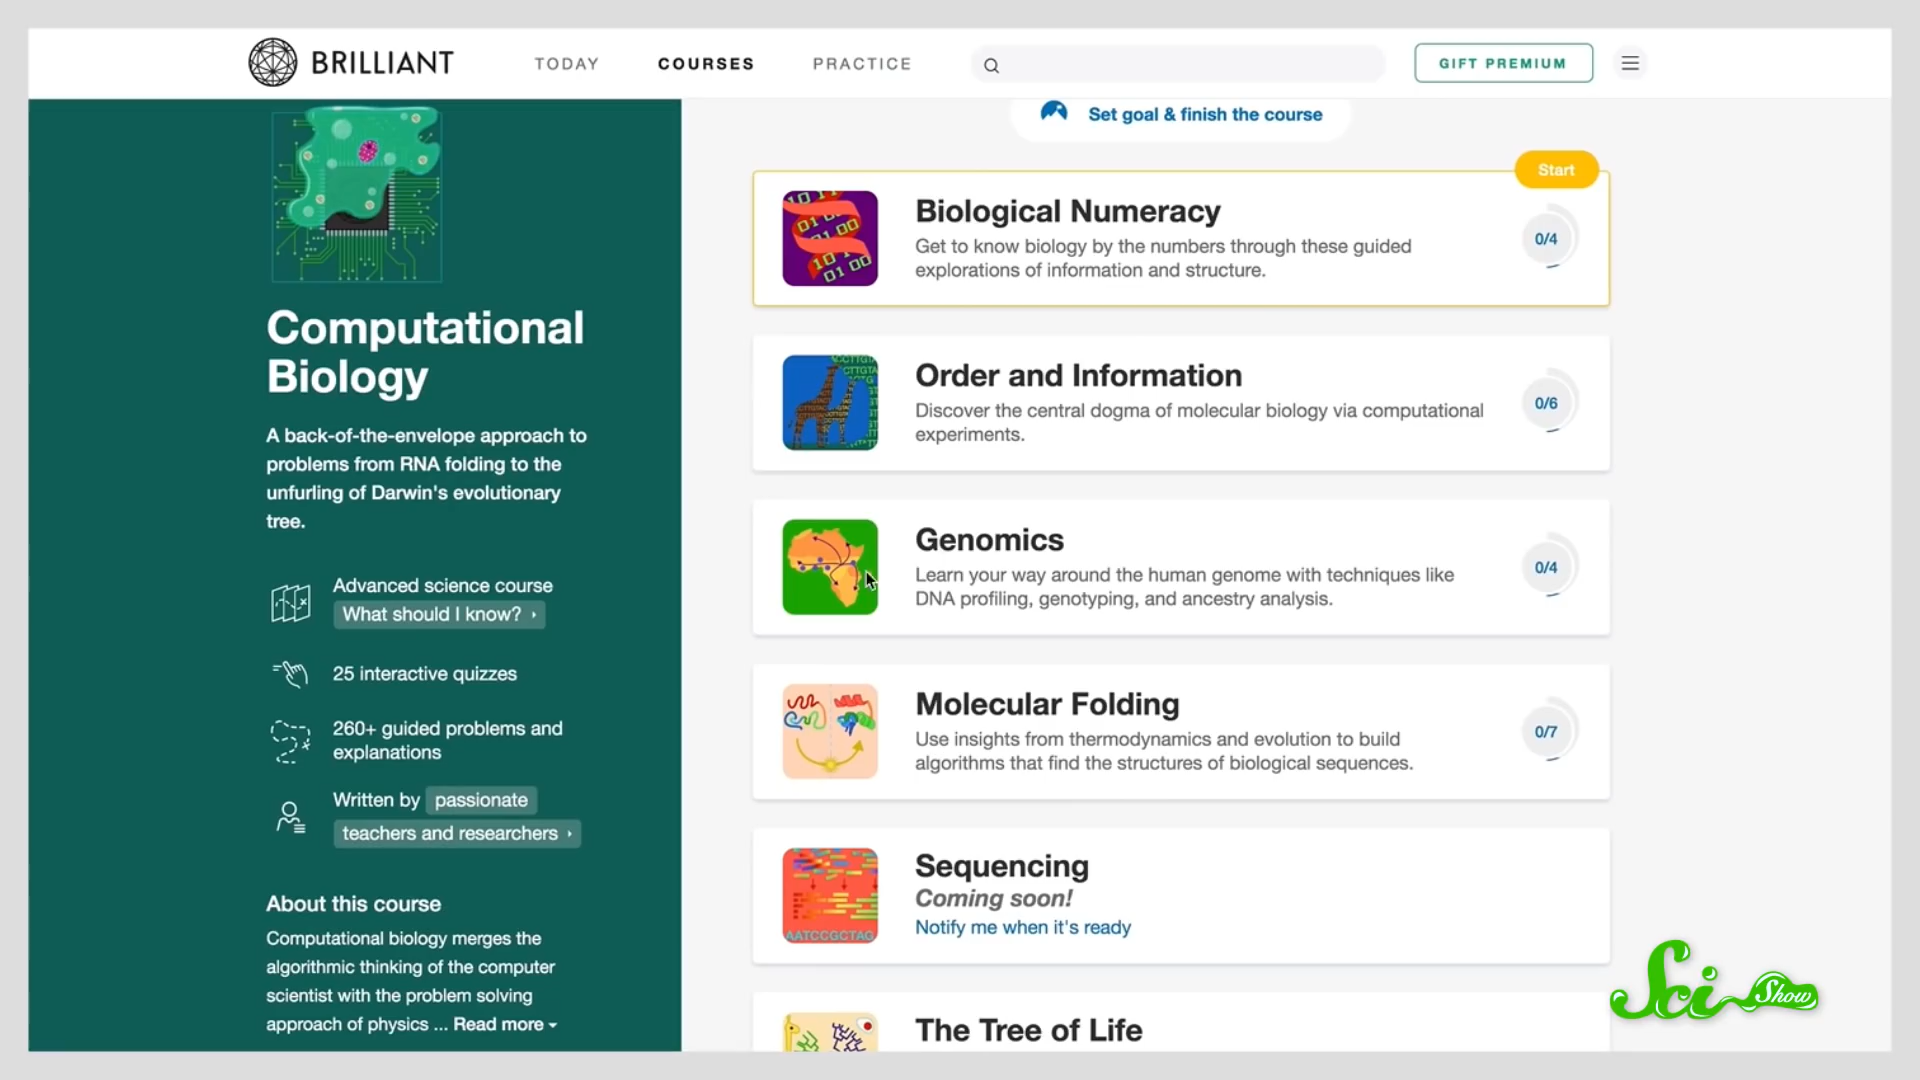 BRILLIANT
TODAY
COURSES
PRACTICE
GIFT PREMIUM
Computational
Biology
A back-of-the-envelope approach to
problems from RNA folding to the
unfurling of Darwin's evolutionary
tree.
Advanced science course
What should I know? ›
25 interactive quizzes
260+ guided problems and
explanations
Written by passionate
teachers and researchers ›
About this course
Computational biology merges the
algorithmic thinking of the computer
scientist with the problem solving
approach of physics ... Read more
Set goal & finish the course
Start
Biological Numeracy
Get to know biology by the numbers through these guided
explorations of information and structure.
0/4
Order and Information
Discover the central dogma of molecular biology via computational
experiments.
0/6
Genomics
Learn your way around the human genome with techniques like
DNA profiling, genotyping, and ancestry analysis.
0/4
Molecular Folding
Use insights from thermodynamics and evolution to build
algorithms that find the structures of biological sequences.
0/7
AATCCGCTAG
Sequencing
Coming soon!
Notify me when it's ready
The Tree of Life
Sci Show